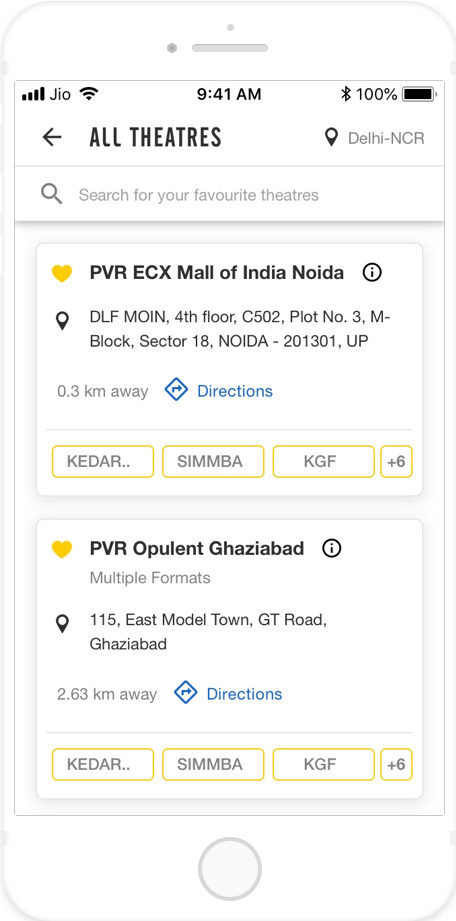 Jio 9:41 AM 100%
ALL THEATRES Delhi-NCR
Search for your favourite theatres
PVR ECX Mall of India Noida
DLF MOIN, 4th floor, C502, Plot No. 3, M-
Block, Sector 18, NOIDA - 201301, UP
0.3 km away Directions
KEDAR.. SIMMBA KGF +6
PVR Opulent Ghaziabad
Multiple Formats
115, East Model Town, GT Road,
Ghaziabad
2.63 km away Directions
KEDAR.. SIMMBA KGF +6